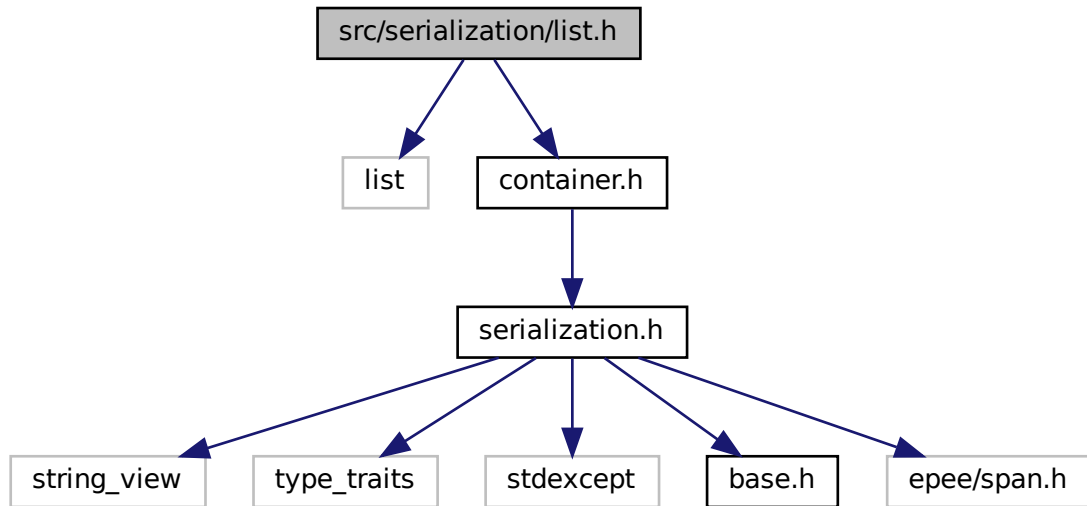 src/serialization/list.h
list
container.h
serialization.h
string_view
type_traits
stdexcept
base.h
epee/span.h